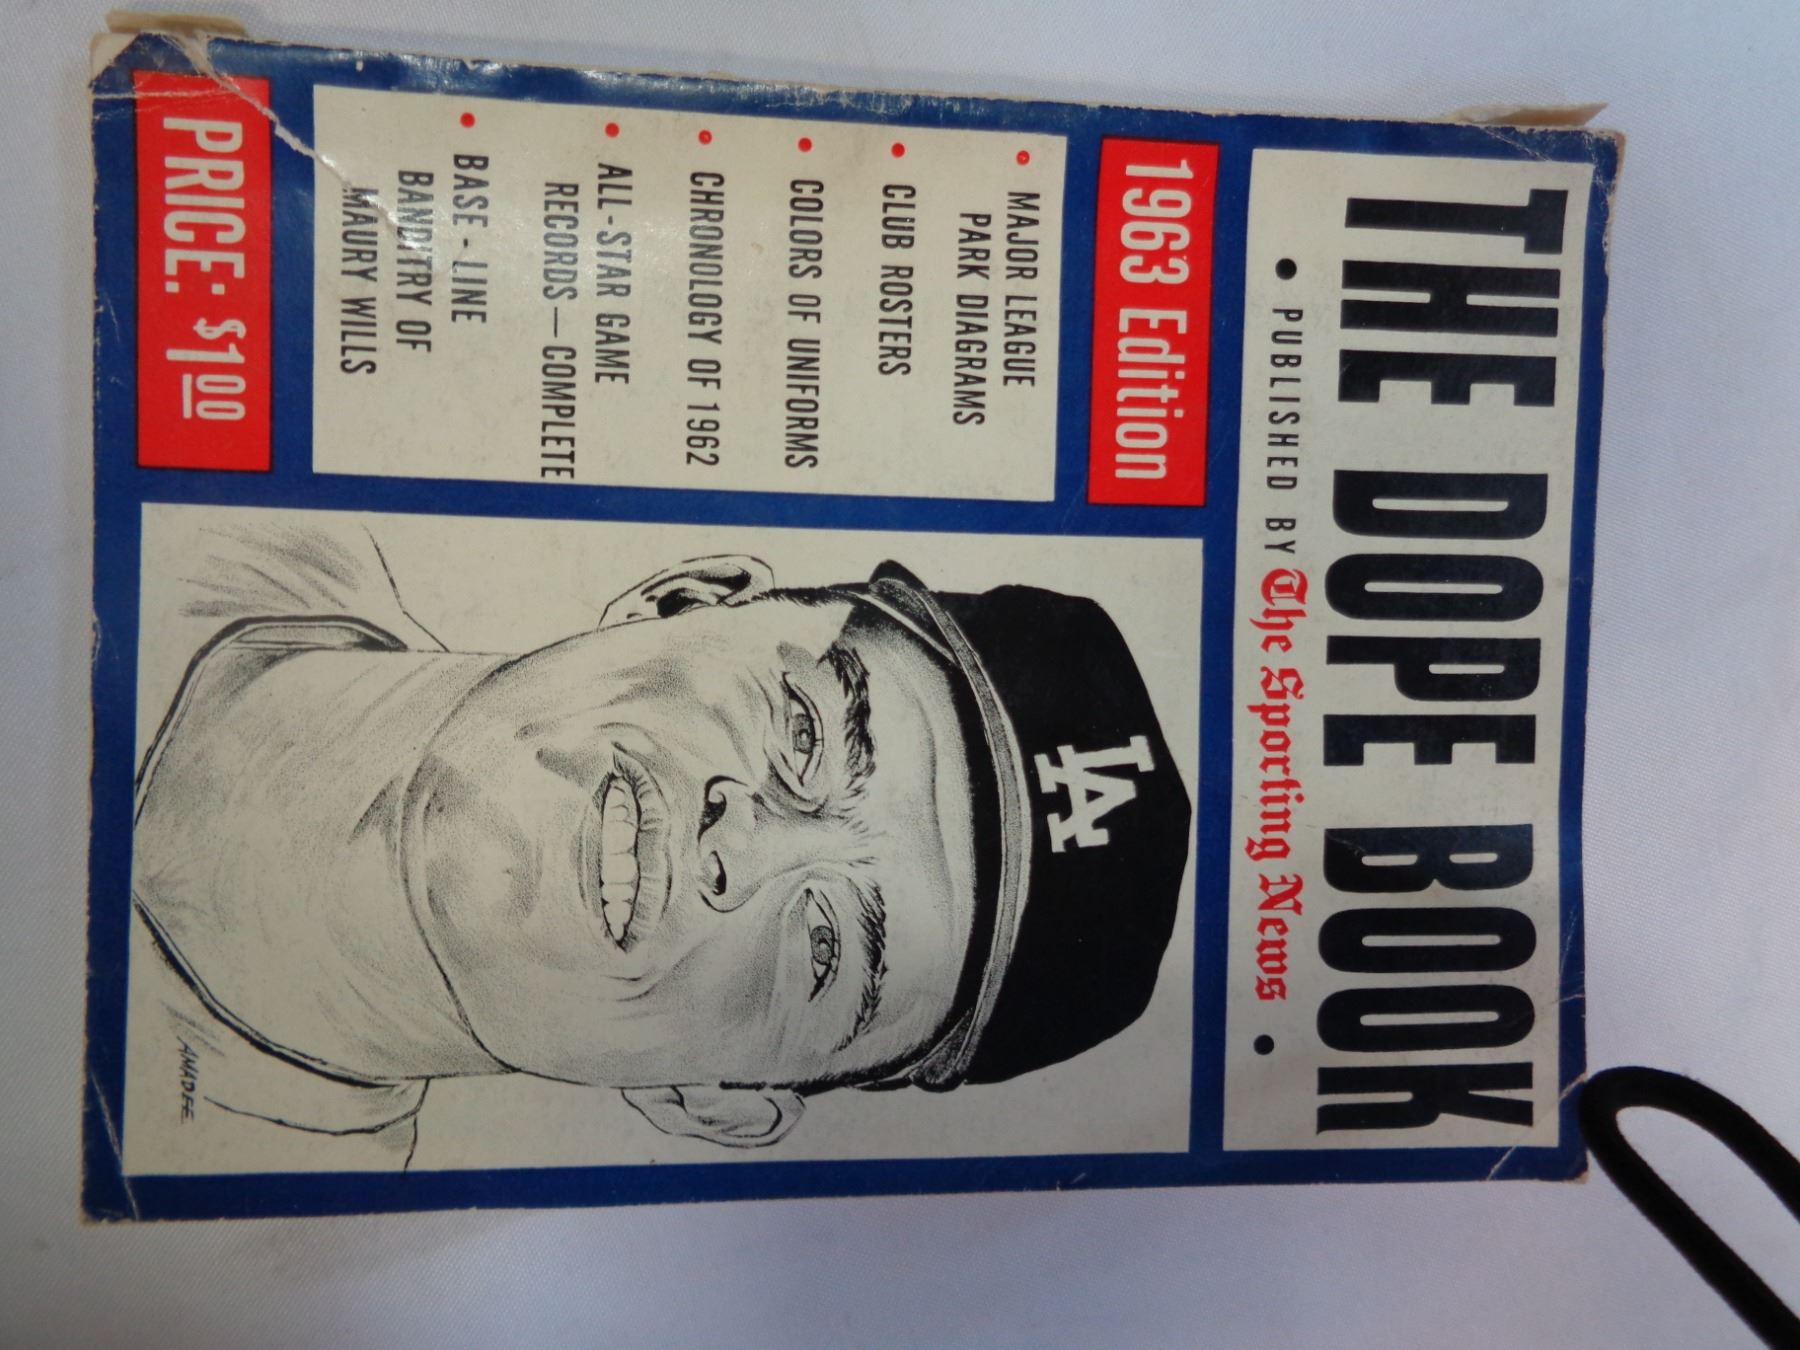 THE DOPE BOOK
• PUBLISHED BY The Sporting News •
1963 Edition
• MAJOR LEAGUE
PARK DIAGRAMS
• CLUB ROSTERS
• COLORS OF UNIFORMS
• CHRONOLOGY OF 1962
• ALL-STAR GAME
RECORDS—COMPLETE
• BASE-LINE
BANDITRY OF
MAURY WILLS
PRICE: $1.00
LA
AMADEE